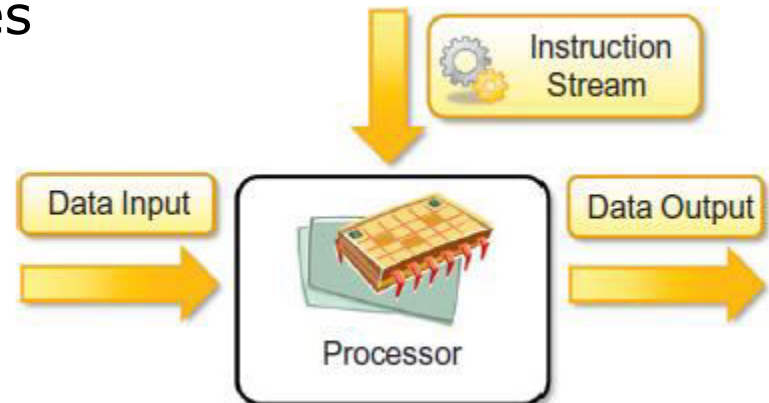 es
Instruction
Stream
Data Input
Data Output
Processor